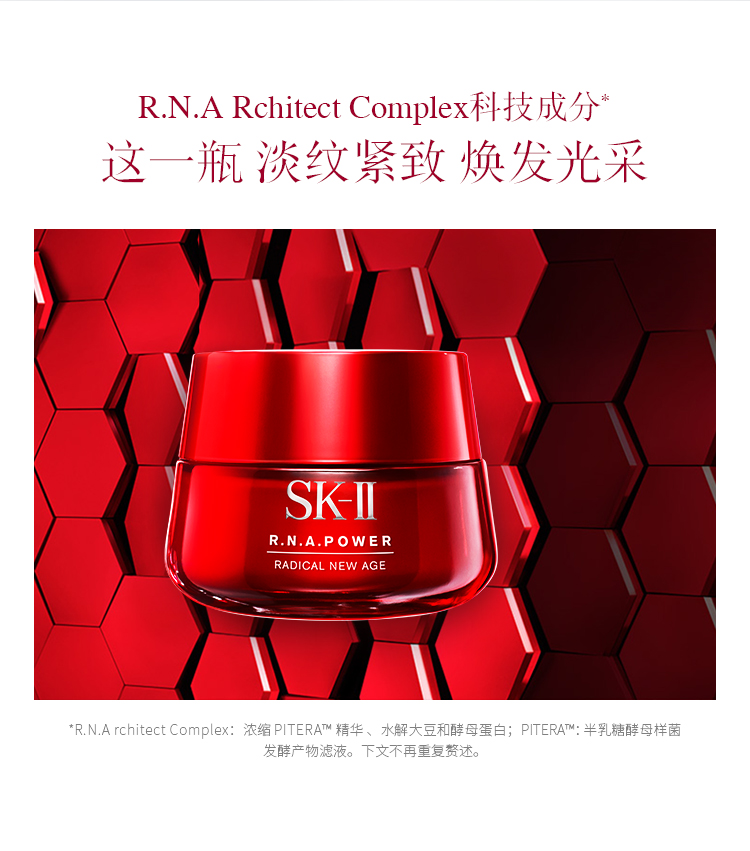 R.N.A Rchitect Complex科技成分*
这一瓶 淡纹紧致 焕发光采
SK-II
R.N.A.POWER
RADICAL NEW AGE
*R.N.A rchitect Complex：浓缩 PITERA™ 精华、水解大豆和酵母蛋白；PITERA™：半乳糖酵母样菌
发酵产物滤液。下文不再重复赘述。